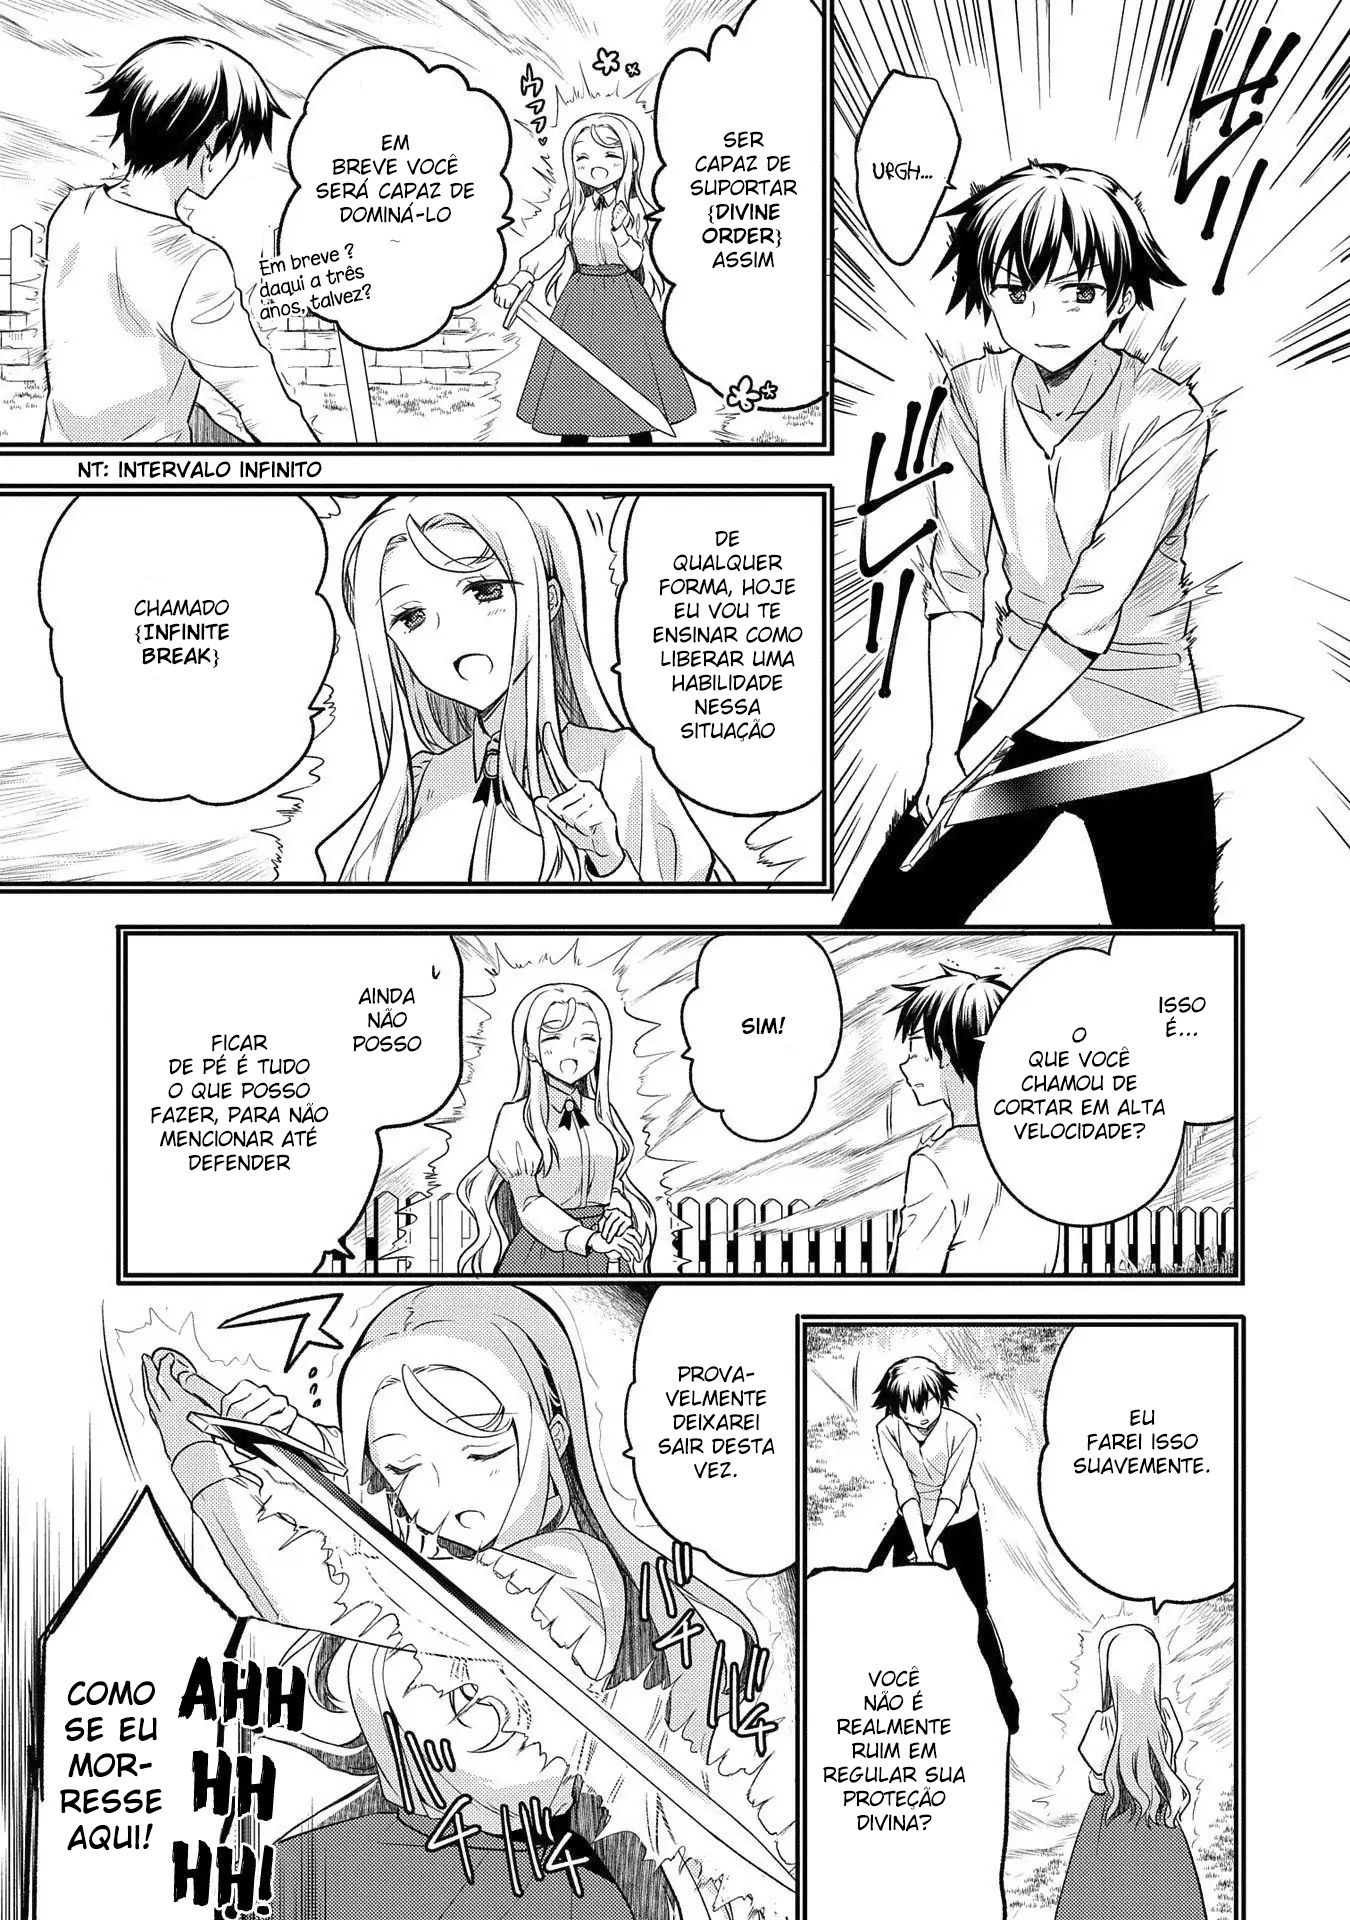 URGH...
ビリ
ビリ
SER
CAPAZ DE
SUPORTAR
{DIVINE
ORDER}
ASSIM
EM
BREVE VOCÊ
SERÁ CAPAZ DE
DOMINÁ-LO
Em breve ?
daqui a três
anos, talvez?
NT: INTERVALO INFINITO
DE
QUALQUER
FORMA, HOJE
EU VOU TE
ENSINAR COMO
LIBERAR UMA
HABILIDADE
NESSA
SITUAÇÃO
CHAMADO
{INFINITE
BREAK}
ISSO
É...
O
QUE VOCÊ
CHAMOU DE
CORTAR EM ALTA
VELOCIDADE?
SIM!
AINDA
NÃO
POSSO
FICAR
DE PÉ É TUDO
O QUE POSSO
FAZER, PARA NÃO
MENCIONAR ATÉ
DEFENDER
EU
FAREI ISSO
SUAVEMENTE.
VOCÊ
NÃO É
REALMENTE
RUIM EM
REGULAR SUA
PROTEÇÃO
DIVINA?
PROVA-
VELMENTE
DEIXAREI
SAIR DESTA
VEZ.
COMO
SE EU
MOR-
RESSE
AQUI!
AHH
HH
HH!